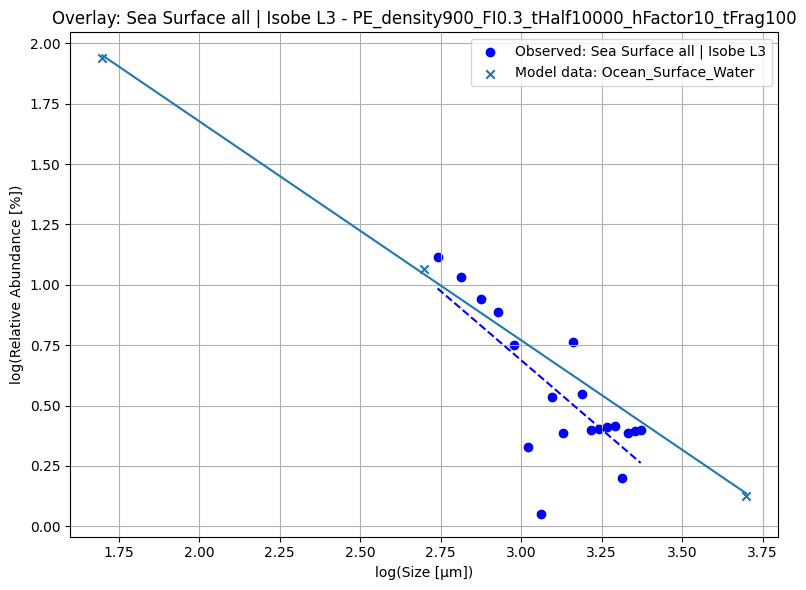 Overlay: Sea Surface all | Isobe L3 - PE_density900_FI0.3_tHalf10000_hFactor10_tFrag100
Observed: Sea Surface all | Isobe L3
Model data: Ocean_Surface_Water
log(Relative Abundance [%])
2.00
1.75
1.50
1.25
1.00
0.75
0.50
0.25
0.00
1.75 2.00 2.25 2.50 2.75 3.00 3.25 3.50 3.75
log(Size [µm])